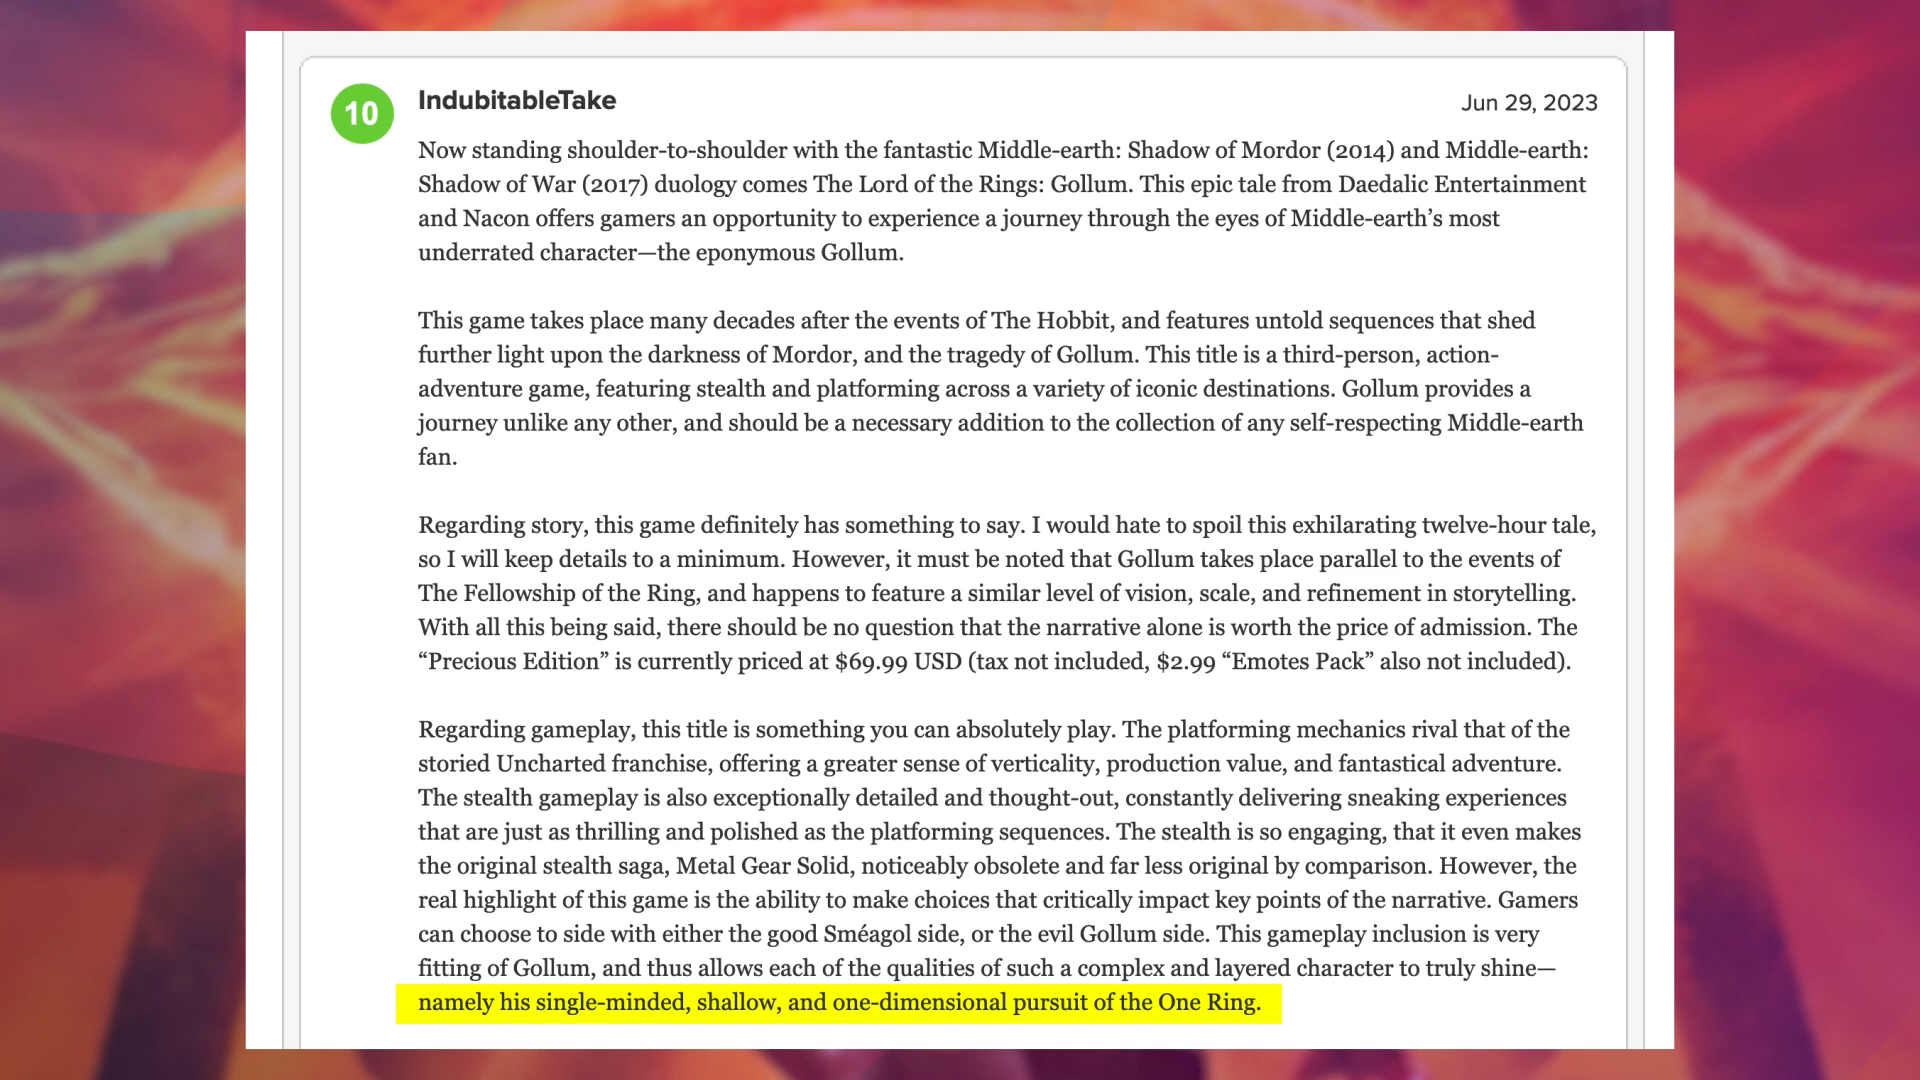 10
IndubitableTake
Jun 29, 2023
Now standing shoulder-to-shoulder with the fantastic Middle-earth: Shadow of Mordor (2014) and Middle-earth:
Shadow of War (2017) duology comes The Lord of the Rings: Gollum. This epic tale from Daedalic Entertainment
and Nacon offers gamers an opportunity to experience a journey through the eyes of Middle-earth’s most
underrated character—the eponymous Gollum.
This game takes place many decades after the events of The Hobbit, and features untold sequences that shed
further light upon the darkness of Mordor, and the tragedy of Gollum. This title is a third-person, action-
adventure game, featuring stealth and platforming across a variety of iconic destinations. Gollum provides a
journey unlike any other, and should be a necessary addition to the collection of any self-respecting Middle-earth
fan.
Regarding story, this game definitely has something to say. I would hate to spoil this exhilarating twelve-hour tale,
so I will keep details to a minimum. However, it must be noted that Gollum takes place parallel to the events of
The Fellowship of the Ring, and happens to feature a similar level of vision, scale, and refinement in storytelling.
With all this being said, there should be no question that the narrative alone is worth the price of admission. The
“Precious Edition” is currently priced at $69.99 USD (tax not included, $2.99 “Emotes Pack” also not included).
Regarding gameplay, this title is something you can absolutely play. The platforming mechanics rival that of the
storied Uncharted franchise, offering a greater sense of verticality, production value, and fantastical adventure.
The stealth gameplay is also exceptionally detailed and thought-out, constantly delivering sneaking experiences
that are just as thrilling and polished as the platforming sequences. The stealth is so engaging, that it even makes
the original stealth saga, Metal Gear Solid, noticeably obsolete and far less original by comparison. However, the
real highlight of this game is the ability to make choices that critically impact key points of the narrative. Gamers
can choose to side with either the good Sméagol side, or the evil Gollum side. This gameplay inclusion is very
fitting of Gollum, and thus allows each of the qualities of such a complex and layered character to truly shine—
namely his single-minded, shallow, and one-dimensional pursuit of the One Ring.